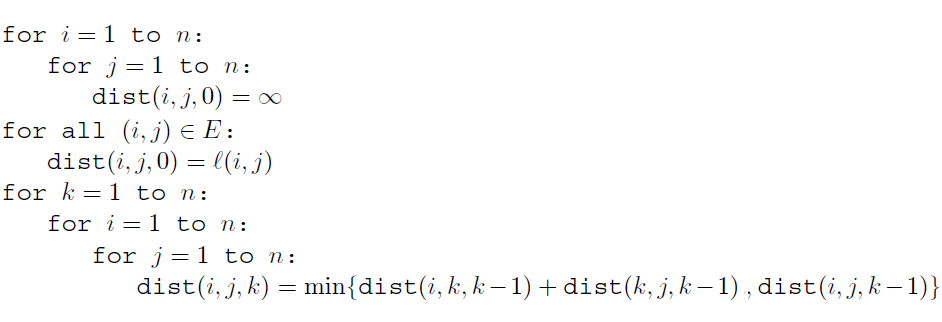 for i = 1 to n:
for j = 1 to n:
dist(i, j, 0) = ∞
for all (i, j) ∈ E:
dist(i, j, 0) = ℓ(i, j)
for k = 1 to n:
for i = 1 to n:
for j = 1 to n:
dist(i, j, k) = min{dist(i, k, k − 1) + dist(k, j, k − 1) , dist(i, j, k − 1)}